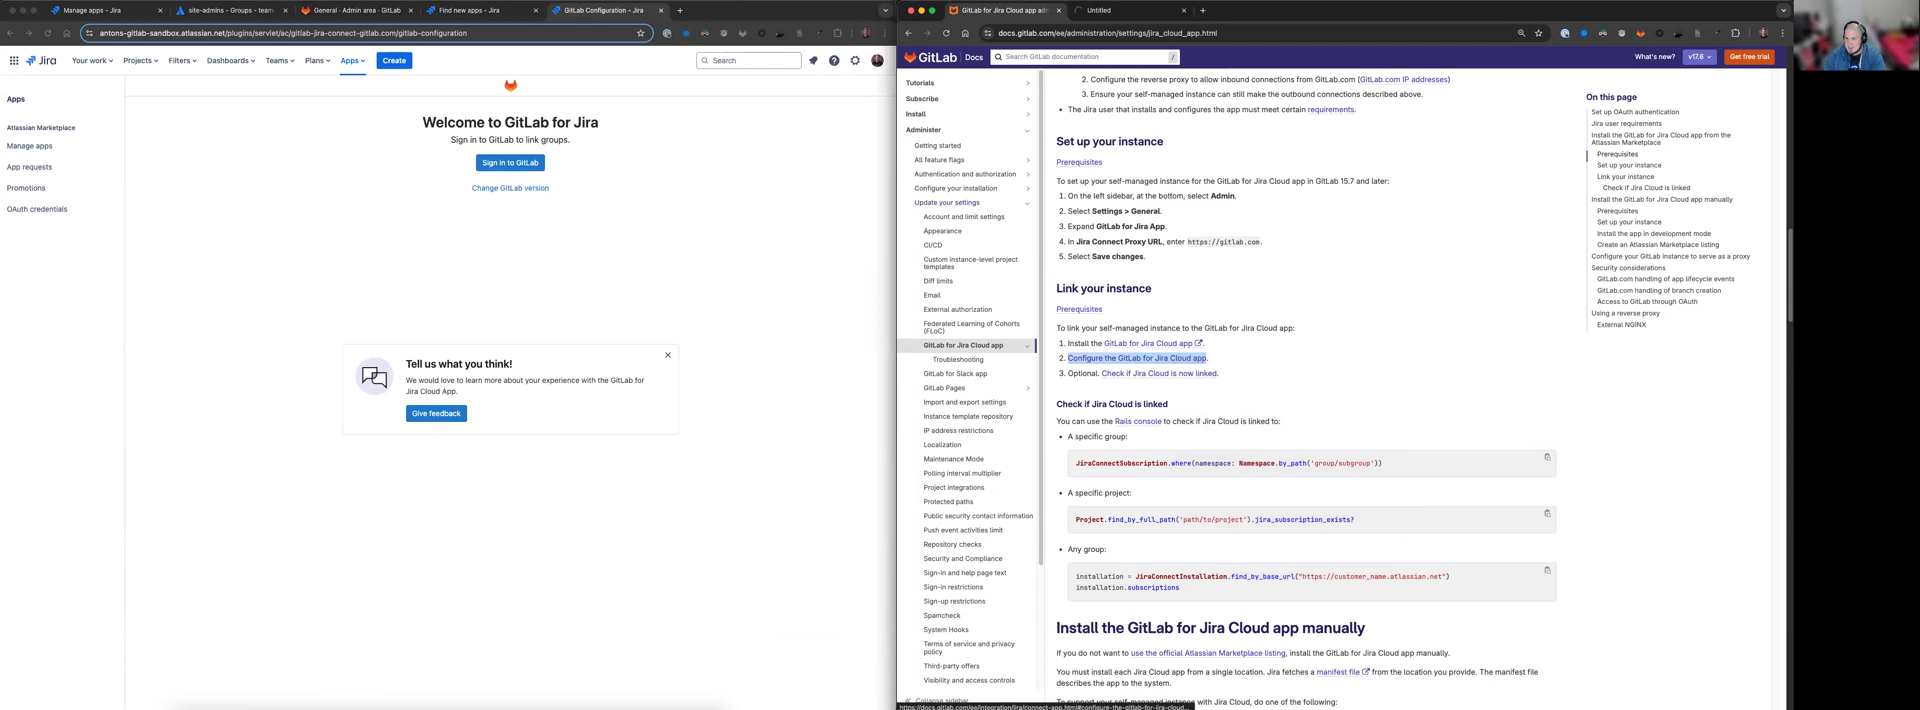 Manage apps - Jira
site-admins - Groups - team
General · Admin area · GitLab
Find new apps - Jira
GitLab Configuration - Jira
antons-gitlab-sandbox.atlassian.net/plugins/servlet/ac/gitlab-jira-connect-gitlab.com/gitlab-configuration
Jira
Your work
Projects
Filters
Dashboards
Teams
Plans
Apps
Create
Search
Apps
Atlassian Marketplace
Manage apps
App requests
Promotions
OAuth credentials
Welcome to GitLab for Jira
Sign in to GitLab to link groups.
Sign in to GitLab
Change GitLab version
Tell us what you think!
We would love to learn more about your experience with the GitLab for
Jira Cloud App.
Give feedback
GitLab for Jira Cloud app adm
Untitled
docs.gitlab.com/ee/administration/settings/jira_cloud_app.html
GitLab
Docs
Search GitLab documentation
/
What's new?
v17.6
Get free trial
Tutorials
Subscribe
Install
Administer
Getting started
All feature flags
Authentication and authorization
Configure your installation
Update your settings
Account and limit settings
Appearance
CI/CD
Custom instance-level project
templates
Diff limits
Email
External authorization
Federated Learning of Cohorts
(FLoC)
GitLab for Jira Cloud app
Troubleshooting
GitLab for Slack app
GitLab Pages
Import and export settings
Instance template repository
IP address restrictions
Localization
Maintenance Mode
Polling interval multiplier
Project integrations
Protected paths
Public security contact information
Push event activities limit
Repository checks
Security and Compliance
Sign-in and help page text
Sign-in restrictions
Sign-up restrictions
Spamcheck
System Hooks
Terms of service and privacy
policy
Third-party offers
Visibility and access controls
Collapse sidebar
2. Configure the reverse proxy to allow inbound connections from GitLab.com (GitLab.com IP addresses)
3. Ensure your self-managed instance can still make the outbound connections described above.
• The Jira user that installs and configures the app must meet certain requirements.
Set up your instance
Prerequisites
To set up your self-managed instance for the GitLab for Jira Cloud app in GitLab 15.7 and later:
1. On the left sidebar, at the bottom, select Admin.
2. Select Settings > General.
3. Expand GitLab for Jira App.
4. In Jira Connect Proxy URL, enter https://gitlab.com.
5. Select Save changes.
Link your instance
Prerequisites
To link your self-managed instance to the GitLab for Jira Cloud app:
1. Install the GitLab for Jira Cloud app.
2. Configure the GitLab for Jira Cloud app.
3. Optional. Check if Jira Cloud is now linked.
Check if Jira Cloud is linked
You can use the Rails console to check if Jira Cloud is linked to:
• A specific group:
JiraConnectSubscription.where(namespace: Namespace.by_path('group/subgroup'))
• A specific project:
Project.find_by_full_path('path/to/project').jira_subscription_exists?
• Any group:
installation = JiraConnectInstallation.find_by_base_url("https://customer_name.atlassian.net")
installation.subscriptions
Install the GitLab for Jira Cloud app manually
If you do not want to use the official Atlassian Marketplace listing, install the GitLab for Jira Cloud app manually.
You must install each Jira Cloud app from a single location. Jira fetches a manifest file from the location you provide. The manifest file
describes the app to the system.
To support your self-managed instance with Jira Cloud, do one of the following:
https://docs.gitlab.com/ee/integration/jira/connect-app.html#configure-the-gitlab-for-jira-cloud...
On this page
Set up OAuth authentication
Jira user requirements
Install the GitLab for Jira Cloud app from the
Atlassian Marketplace
Prerequisites
Set up your instance
Link your instance
Check if Jira Cloud is linked
Install the GitLab for Jira Cloud app manually
Prerequisites
Set up your instance
Install the app in development mode
Create an Atlassian Marketplace listing
Configure your GitLab instance to serve as a proxy
Security considerations
GitLab.com handling of app lifecycle events
GitLab.com handling of branch creation
Access to GitLab through OAuth
Using a reverse proxy
External NGINX